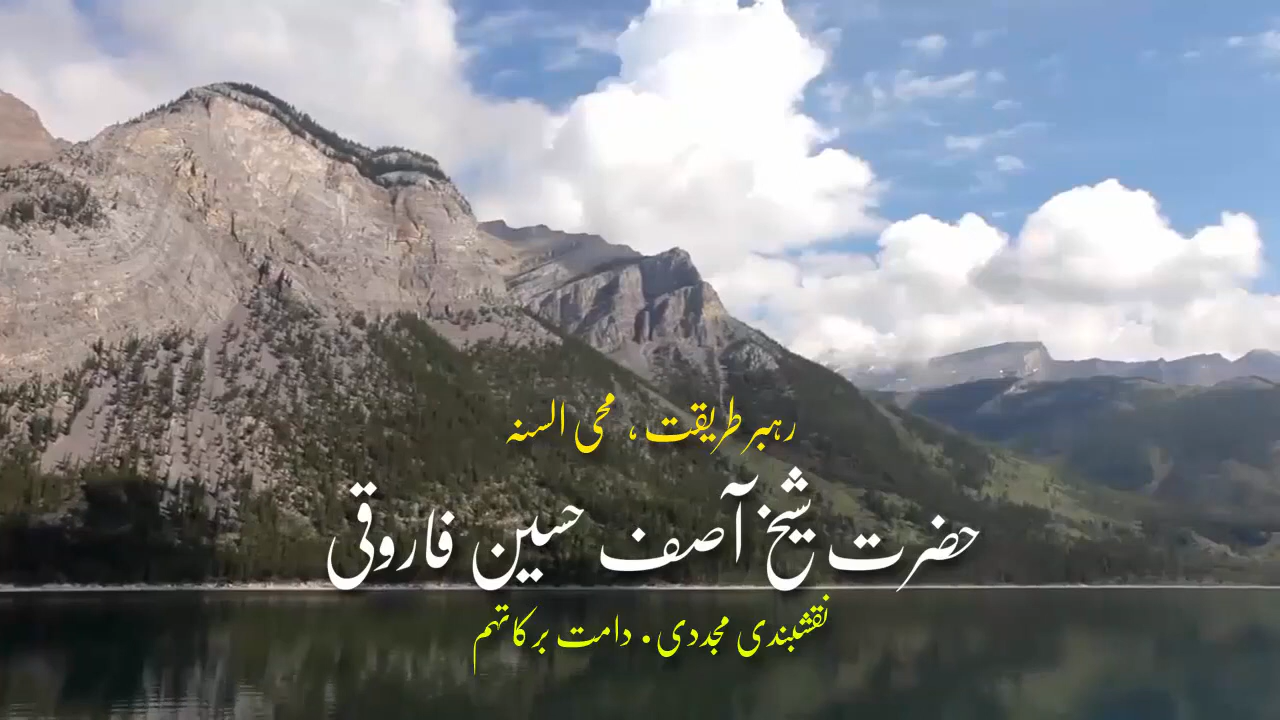 رہبر طریقت، محی السنہ
حضرت شیخ آصف حسین فاروقی
نقشبندی مجددی. دامت برکاتہم